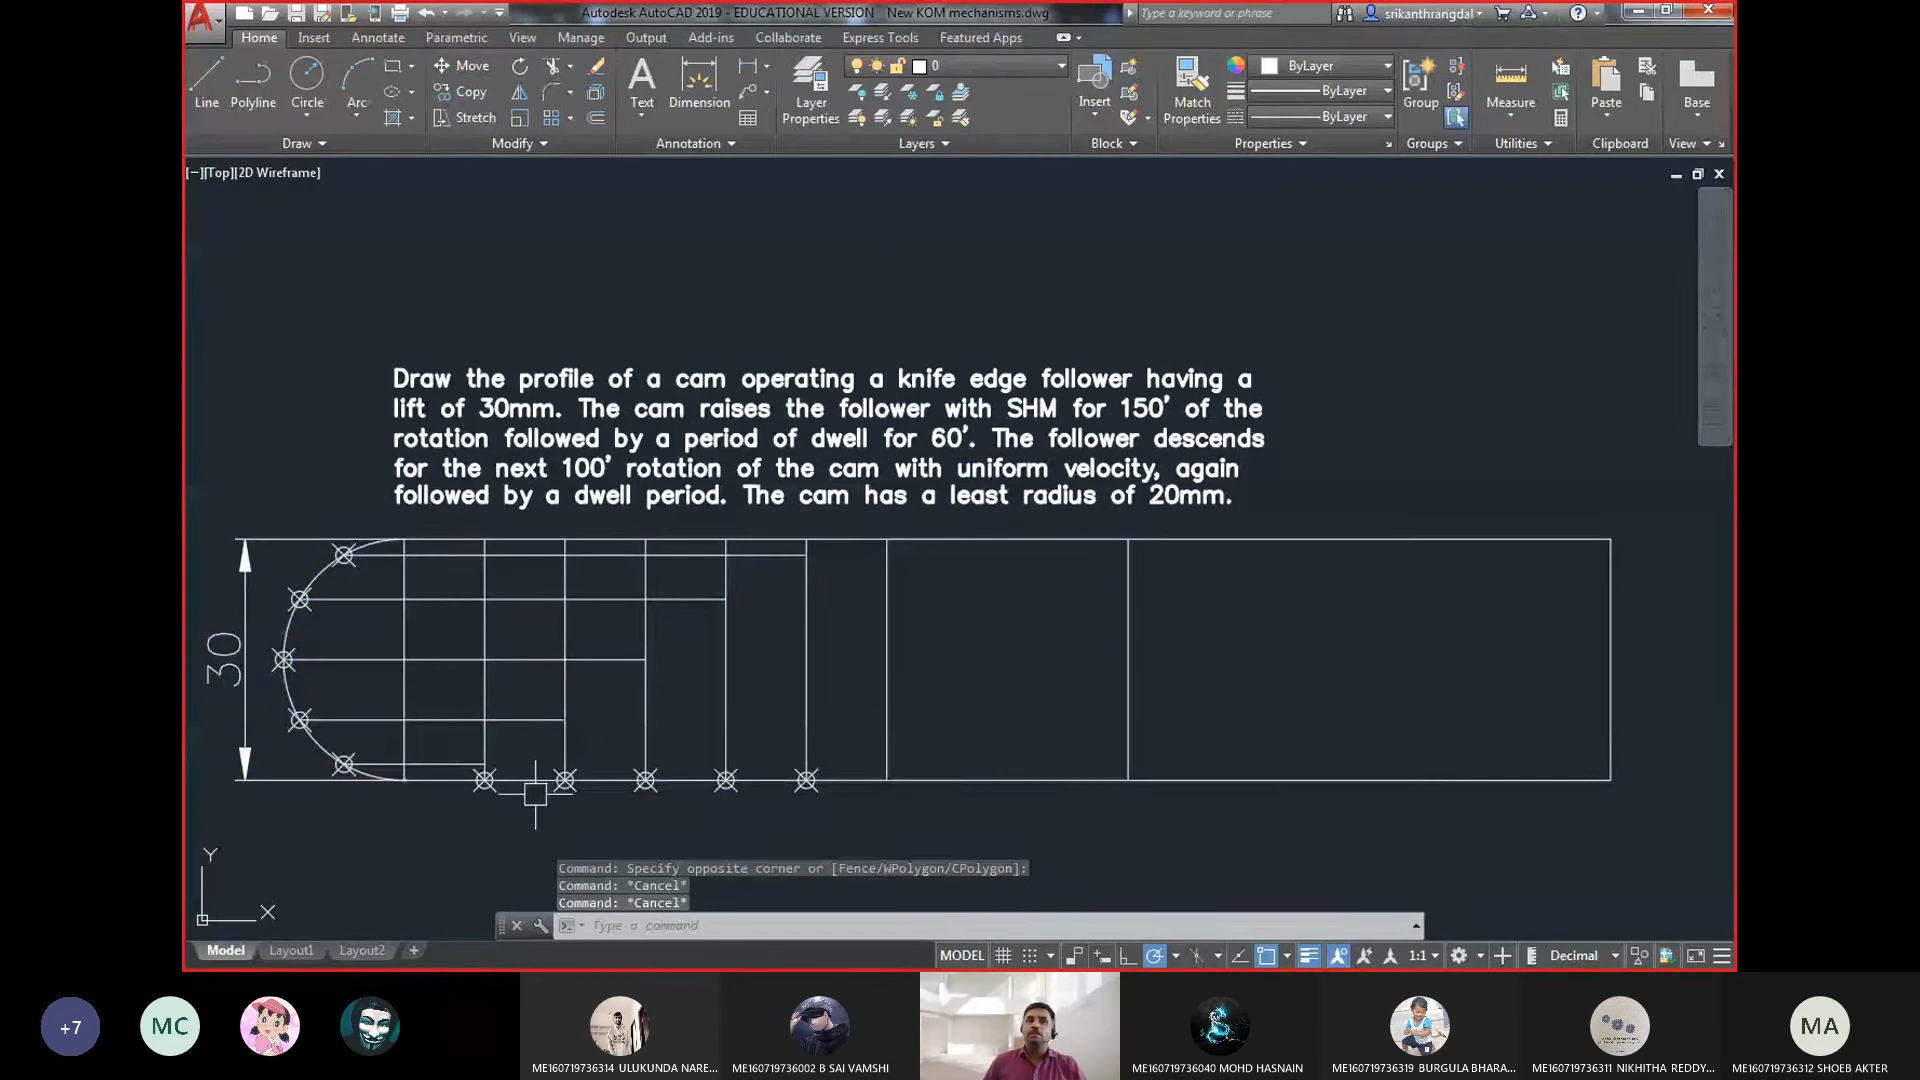 Autodesk AutoCAD 2019 - EDUCATIONAL VERSION New KOM mechanisms.dwg
Type a keyword or phrase
srikanthrangdal
Home Insert Annotate Parametric View Manage Output Add-ins Collaborate Express Tools Featured Apps
Line Polyline Circle Arc
Move
Copy
Stretch
Text Dimension
Layer Properties
0
Insert
Match Properties
ByLayer
ByLayer
ByLayer
Group
Measure
Paste
Base
Draw Modify Annotation Layers Block Properties Groups Utilities Clipboard View
[−][Top][2D Wireframe]
Draw the profile of a cam operating a knife edge follower having a
lift of 30mm. The cam raises the follower with SHM for 150' of the
rotation followed by a period of dwell for 60'. The follower descends
for the next 100' rotation of the cam with uniform velocity, again
followed by a dwell period. The cam has a least radius of 20mm.
30
Y
X
Command: Specify opposite corner or [Fence/WPolygon/CPolygon]:
Command: *Cancel*
Command: *Cancel*
Type a command
Model Layout1 Layout2 +
MODEL 1:1 Decimal
+7
MC
MA
ME160719736314 ULUKUNDA NARE...
ME160719736002 B SAI VAMSHI
ME160719736040 MOHD HASNAIN
ME160719736319 BURGULA BHARA...
ME160719736311 NIKHITHA REDDY...
ME160719736312 SHOEB AKTER